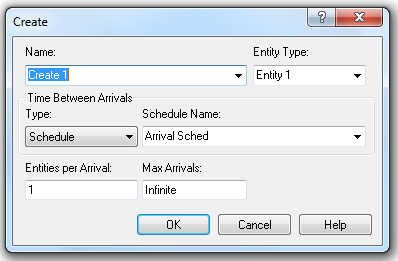 Create
?
Name:
Entity Type:
Create 1
Entity 1
Time Between Arrivals
Type:
Schedule Name:
Schedule
Arrival Sched
Entities per Arrival:
Max Arrivals:
1
Infinite
OK
Cancel
Help